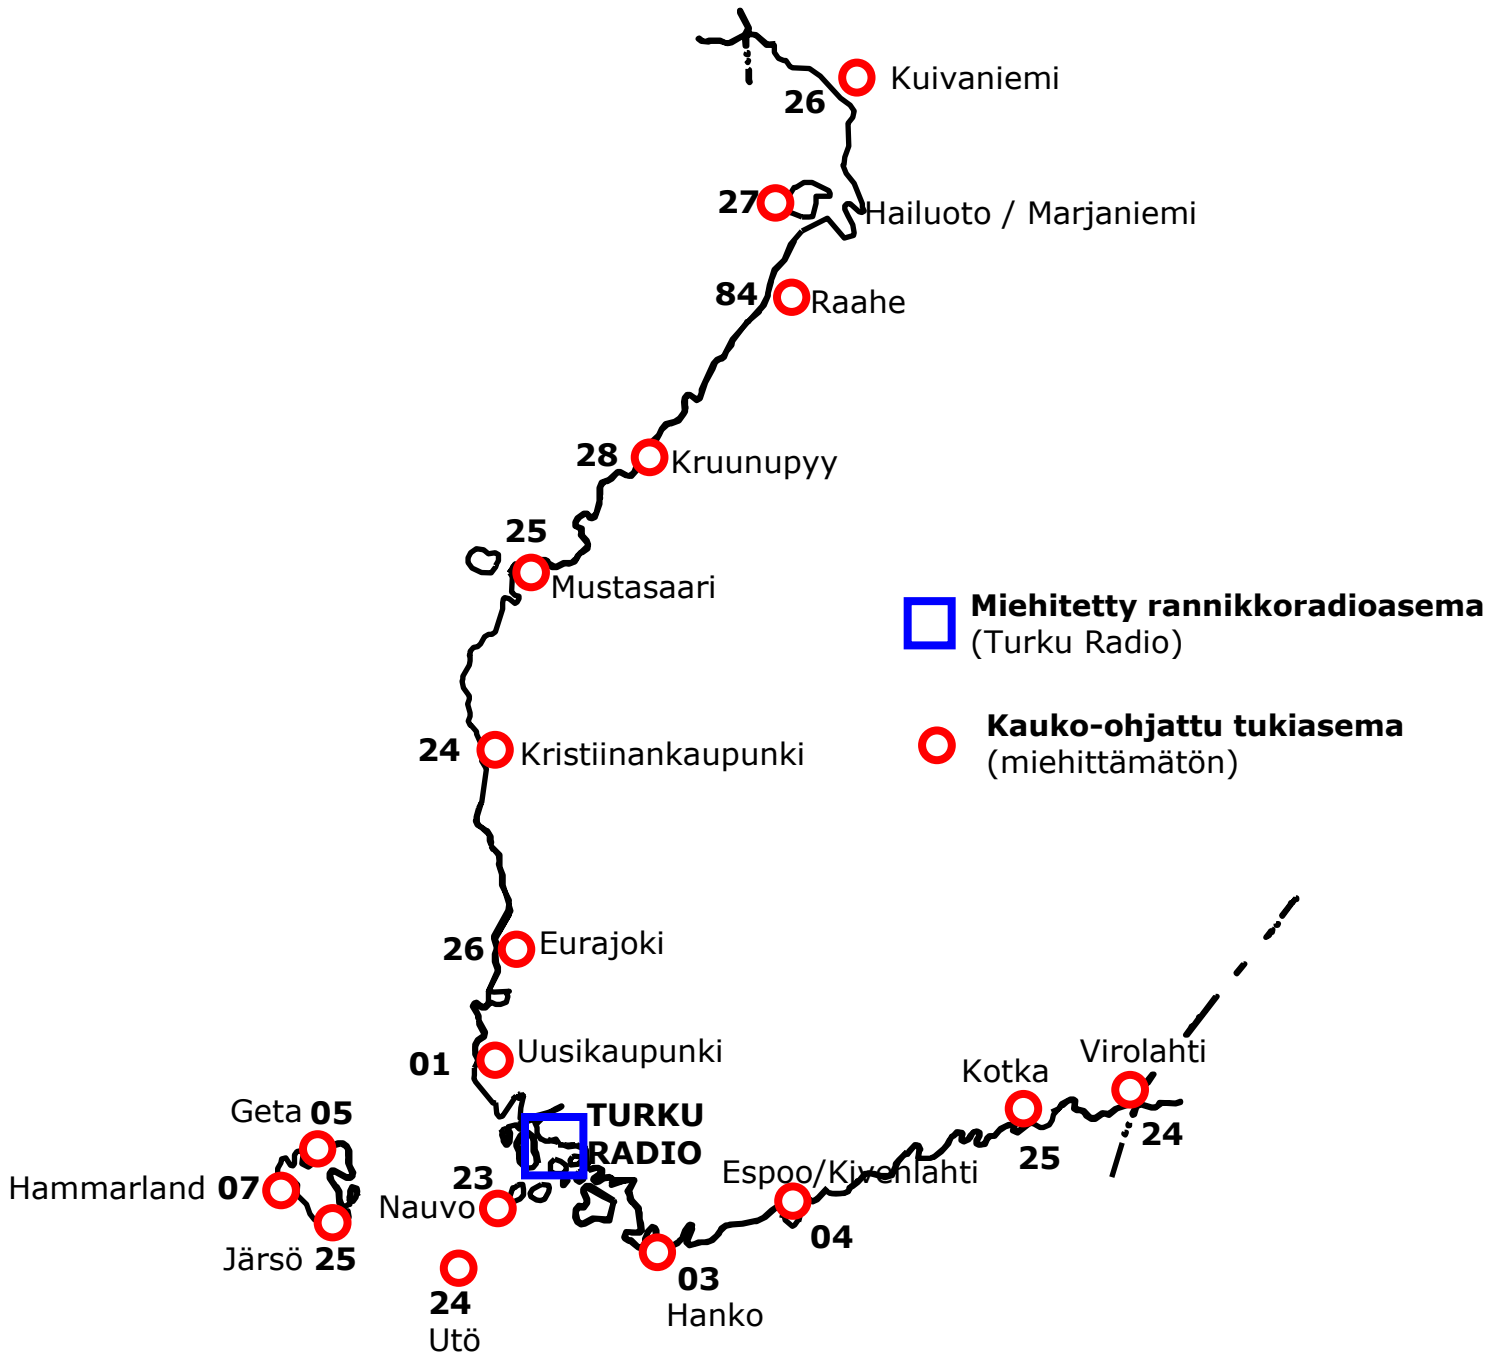 26 Kuivaniemi
27 Hailuoto / Marjaniemi
84 Raahe
28 Kruunupyy
25
Mustasaari
Miehitetty rannikkoradioasema
(Turku Radio)
Kauko-ohjattu tukiasema
(miehittämätön)
24 Kristiinankaupunki
26 Eurajoki
01 Uusikaupunki
Virolahti
24
Kotka
25
TURKU
RADIO
Geta 05
Hammarland 07
Järsö 25
23
Nauvo
24
Utö
Espoo/Kivenlahti
04
03
Hanko